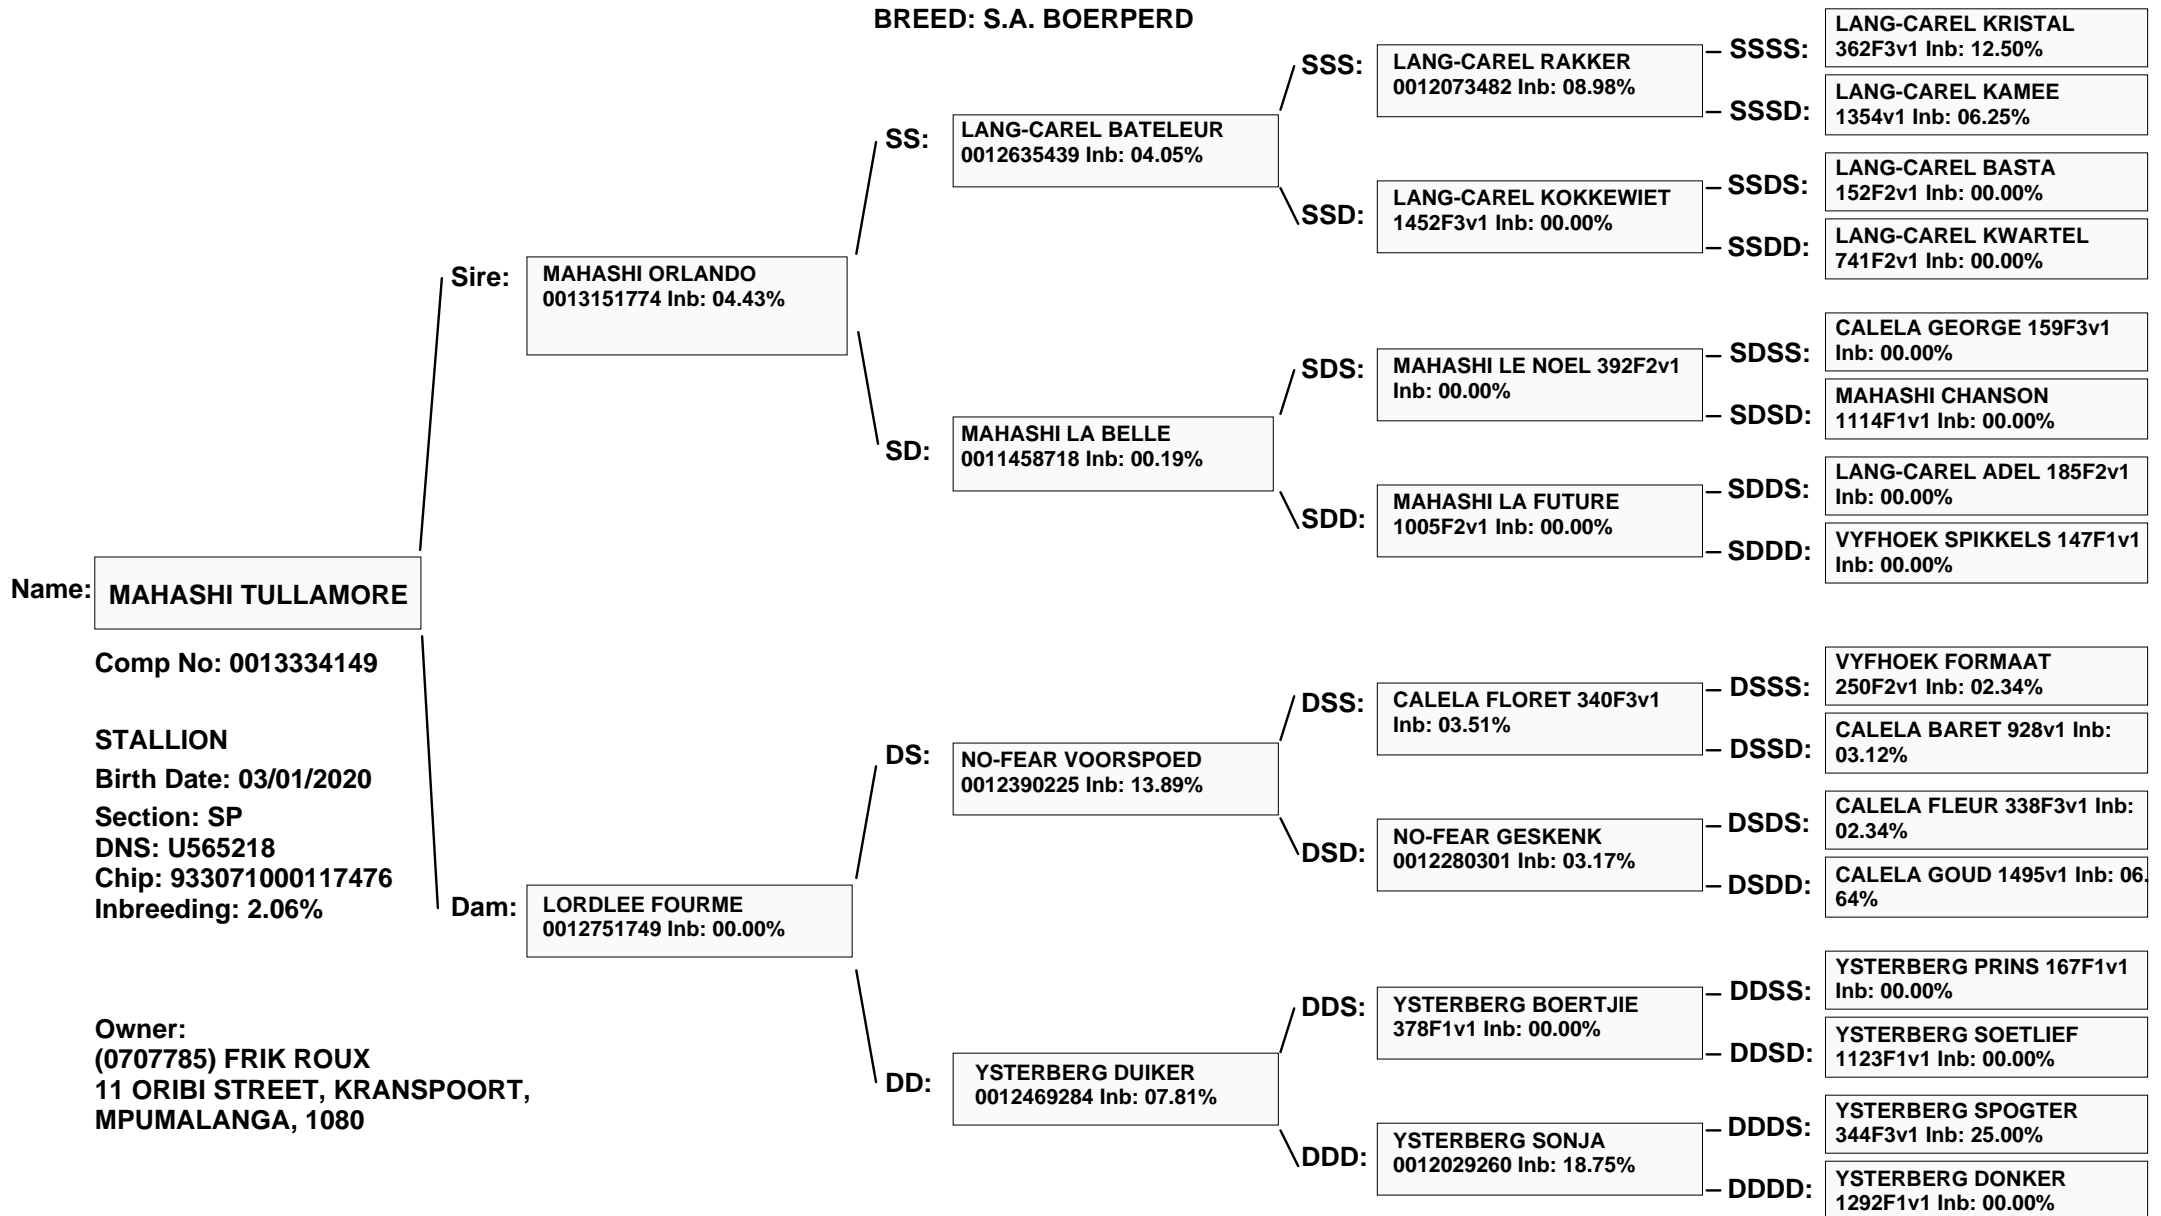 BREED: S.A. BOERPERD
Name:
MAHASHI TULLAMORE
Comp No: 0013334149
STALLION
Birth Date: 03/01/2020
Section: SP
DNS: U565218
Chip: 933071000117476
Inbreeding: 2.06%
Owner:
(0707785) FRIK ROUX
11 ORIBI STREET, KRANSPOORT,
MPUMALANGA, 1080
Sire:
MAHASHI ORLANDO
0013151774 Inb: 04.43%
Dam:
LORDLEE FOURME
0012751749 Inb: 00.00%
SS:
LANG-CAREL BATELEUR
0012635439 Inb: 04.05%
SD:
MAHASHI LA BELLE
0011458718 Inb: 00.19%
DS:
NO-FEAR VOORSPOED
0012390225 Inb: 13.89%
DD:
YSTERBERG DUIKER
0012469284 Inb: 07.81%
SSS:
LANG-CAREL RAKKER
0012073482 Inb: 08.98%
SSD:
LANG-CAREL KOKKEWIET
1452F3v1 Inb: 00.00%
SDS:
MAHASHI LE NOEL 392F2v1
Inb: 00.00%
SDD:
MAHASHI LA FUTURE
1005F2v1 Inb: 00.00%
DSS:
CALELA FLORET 340F3v1
Inb: 03.51%
DSD:
NO-FEAR GESKENK
0012280301 Inb: 03.17%
DDS:
YSTERBERG BOERTJIE
378F1v1 Inb: 00.00%
DDD:
YSTERBERG SONJA
0012029260 Inb: 18.75%
SSSS:
LANG-CAREL KRISTAL
362F3v1 Inb: 12.50%
SSSD:
LANG-CAREL KAMEE
1354v1 Inb: 06.25%
SSDS:
LANG-CAREL BASTA
152F2v1 Inb: 00.00%
SSDD:
LANG-CAREL KWARTEL
741F2v1 Inb: 00.00%
SDSS:
CALELA GEORGE 159F3v1
Inb: 00.00%
SDSD:
MAHASHI CHANSON
1114F1v1 Inb: 00.00%
SDDS:
LANG-CAREL ADEL 185F2v1
Inb: 00.00%
SDDD:
VYFHOEK SPIKKELS 147F1v1
Inb: 00.00%
DSSS:
VYFHOEK FORMAAT
250F2v1 Inb: 02.34%
DSSD:
CALELA BARET 928v1 Inb:
03.12%
DSDS:
CALELA FLEUR 338F3v1 Inb:
02.34%
DSDD:
CALELA GOUD 1495v1 Inb: 06.
64%
DDSS:
YSTERBERG PRINS 167F1v1
Inb: 00.00%
DDSD:
YSTERBERG SOETLIEF
1123F1v1 Inb: 00.00%
DDDS:
YSTERBERG SPOGTER
344F3v1 Inb: 25.00%
DDDD:
YSTERBERG DONKER
1292F1v1 Inb: 00.00%